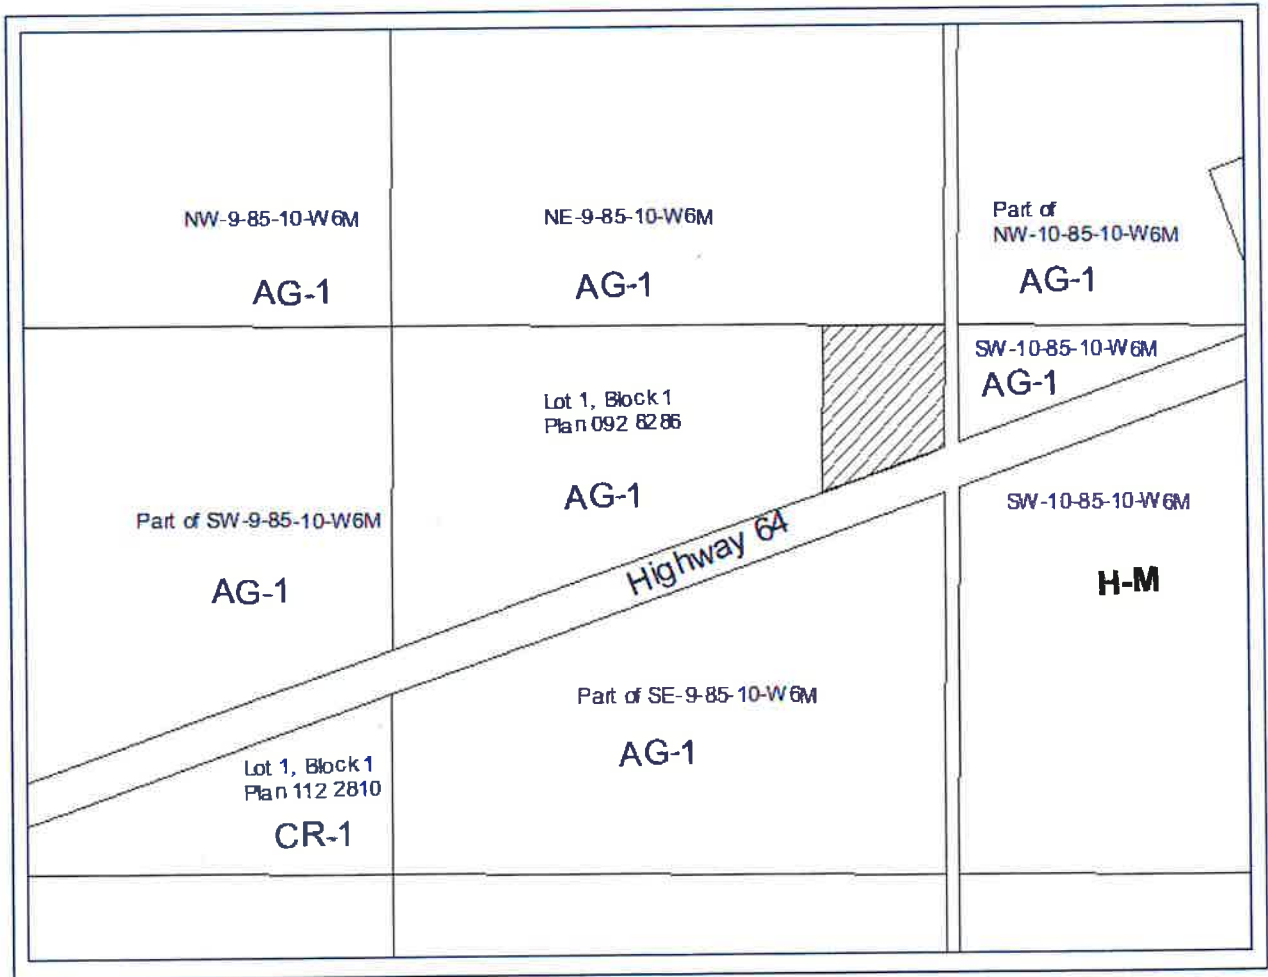 NW-9-85-10-W6M
AG-1
NE-9-85-10-W6M
AG-1
Part of
NW-10-85-10-W6M
AG-1
SW-10-85-10-W6M
AG-1
Lot 1, Block 1
Plan 092 8286
AG-1
Part of SW-9-85-10-W6M
AG-1
Highway 64
SW-10-85-10-W6M
H-M
Part of SE-9-85-10-W6M
AG-1
Lot 1, Block 1
Plan 112 2810
CR-1